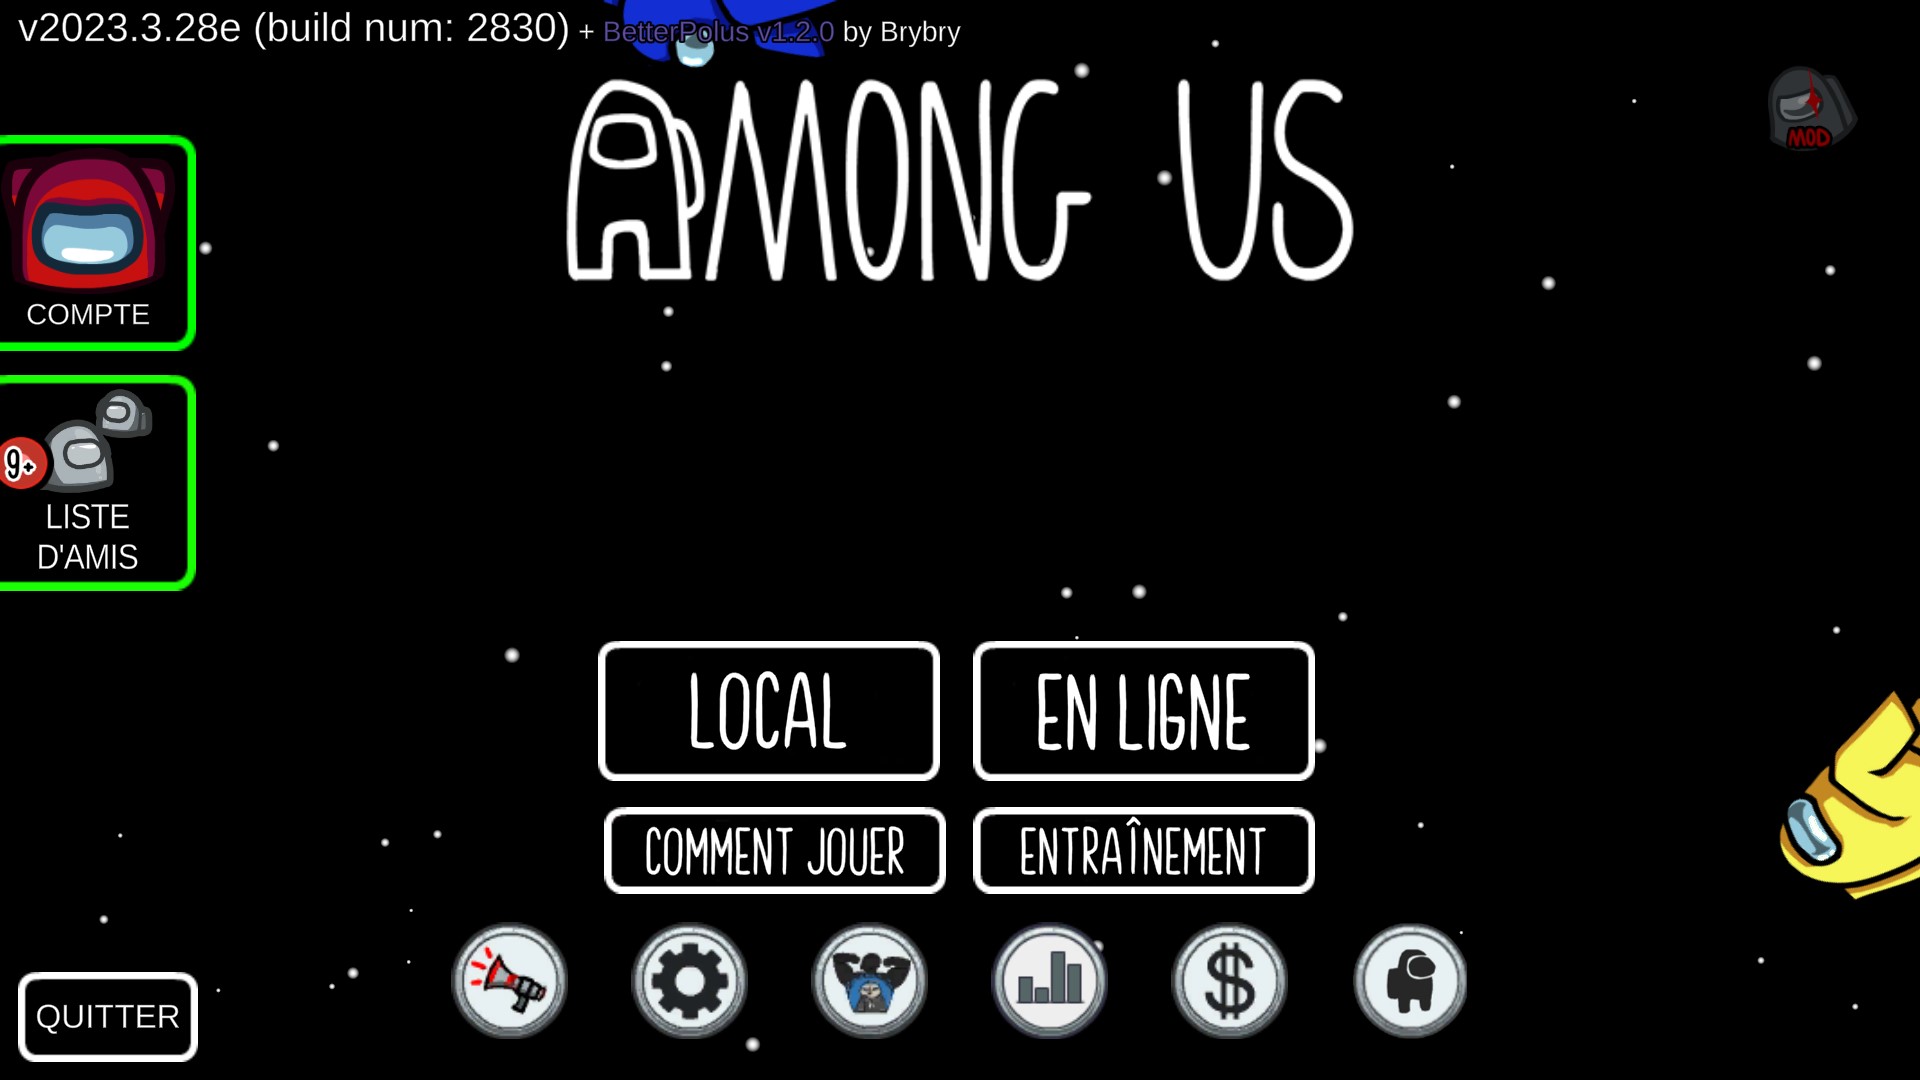 v2023.3.28e (build num: 2830) + BetterPolus v1.2.0 by Brybry
AMONG US
MOD
COMPTE
9+
LISTE
D'AMIS
LOCAL
EN LIGNE
COMMENT JOUER
ENTRAÎNEMENT
$
QUITTER